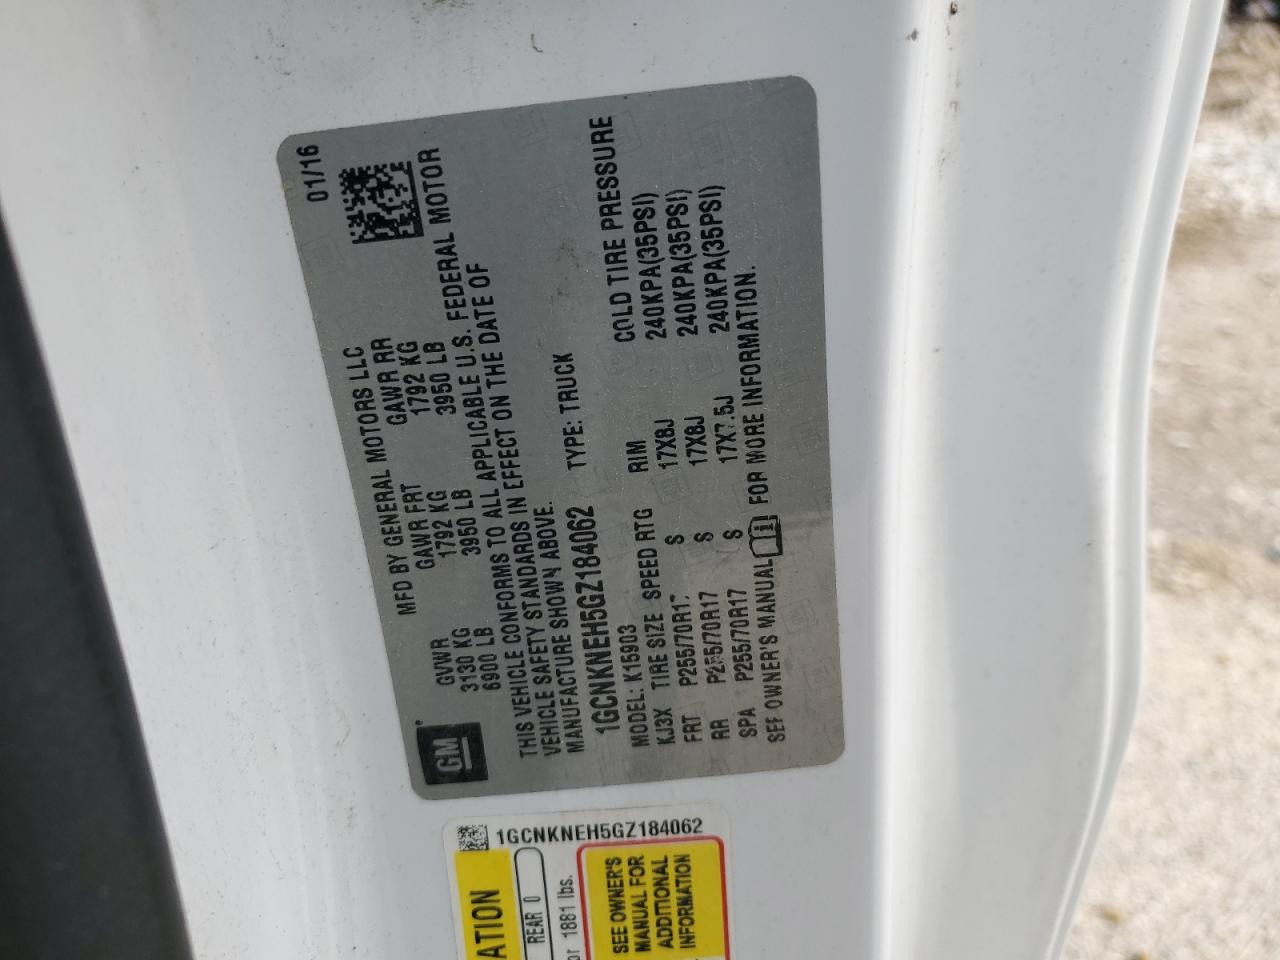 MFD BY GENERAL MOTORS LLC 01/16
GVWR GAWR FRT GAWR RR
3130 KG 1792 KG 1792 KG
6900 LB 3950 LB 3950 LB
THIS VEHICLE CONFORMS TO ALL APPLICABLE U.S. FEDERAL MOTOR
VEHICLE SAFETY STANDARDS IN EFFECT ON THE DATE OF
MANUFACTURE SHOWN ABOVE.
1GCNKNEH5GZ184062 TYPE: TRUCK
MODEL: K15903
KJ3X TIRE SIZE SPEED RTG RIM COLD TIRE PRESSURE
FRT P255/70R17 S 17X8J 240KPA(35PSI)
RR P255/70R17 S 17X8J 240KPA(35PSI)
SPA P255/70R17 S 17X7.5J 240KPA(35PSI)
SEE OWNER'S MANUAL FOR MORE INFORMATION.
GM
1GCNKNEH5GZ184062
ATION
REAR 0
or 1881 lbs.
SEE OWNER'S
MANUAL FOR
ADDITIONAL
INFORMATION